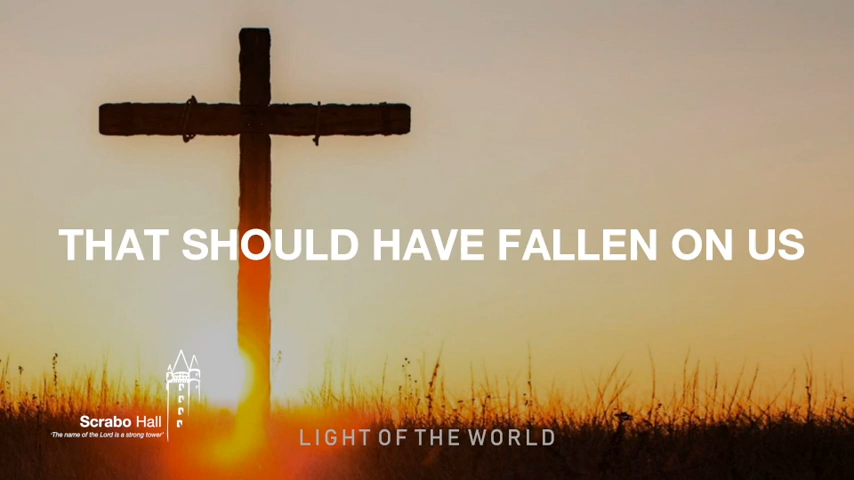 THAT SHOULD HAVE FALLEN ON US
Scrabo Hall
'The name of the Lord is a strong tower'
LIGHT OF THE WORLD